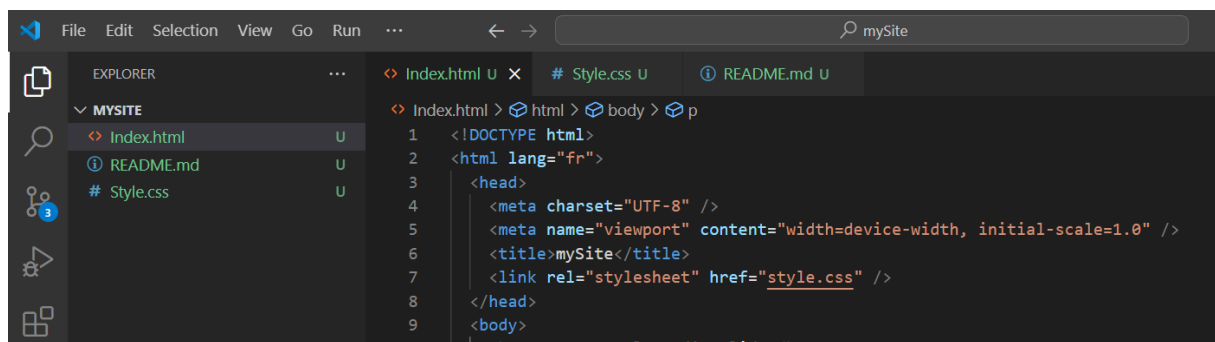 File Edit Selection View Go Run ··· ← → mySite
EXPLORER ···
MYSITE
Index.html U
README.md U
Style.css U
3
Index.html U × # Style.css U README.md U
Index.html > html > body > p
1 <!DOCTYPE html>
2 <html lang="fr">
3 <head>
4 <meta charset="UTF-8" />
5 <meta name="viewport" content="width=device-width, initial-scale=1.0" />
6 <title>mySite</title>
7 <link rel="stylesheet" href="style.css" />
8 </head>
9 <body>